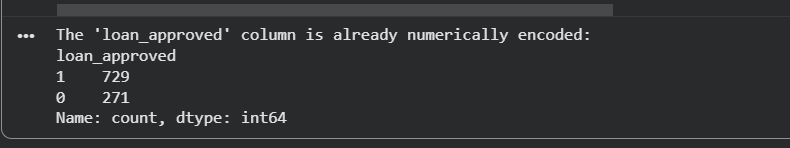 The 'loan_approved' column is already numerically encoded:
loan_approved
1    729
0    271
Name: count, dtype: int64